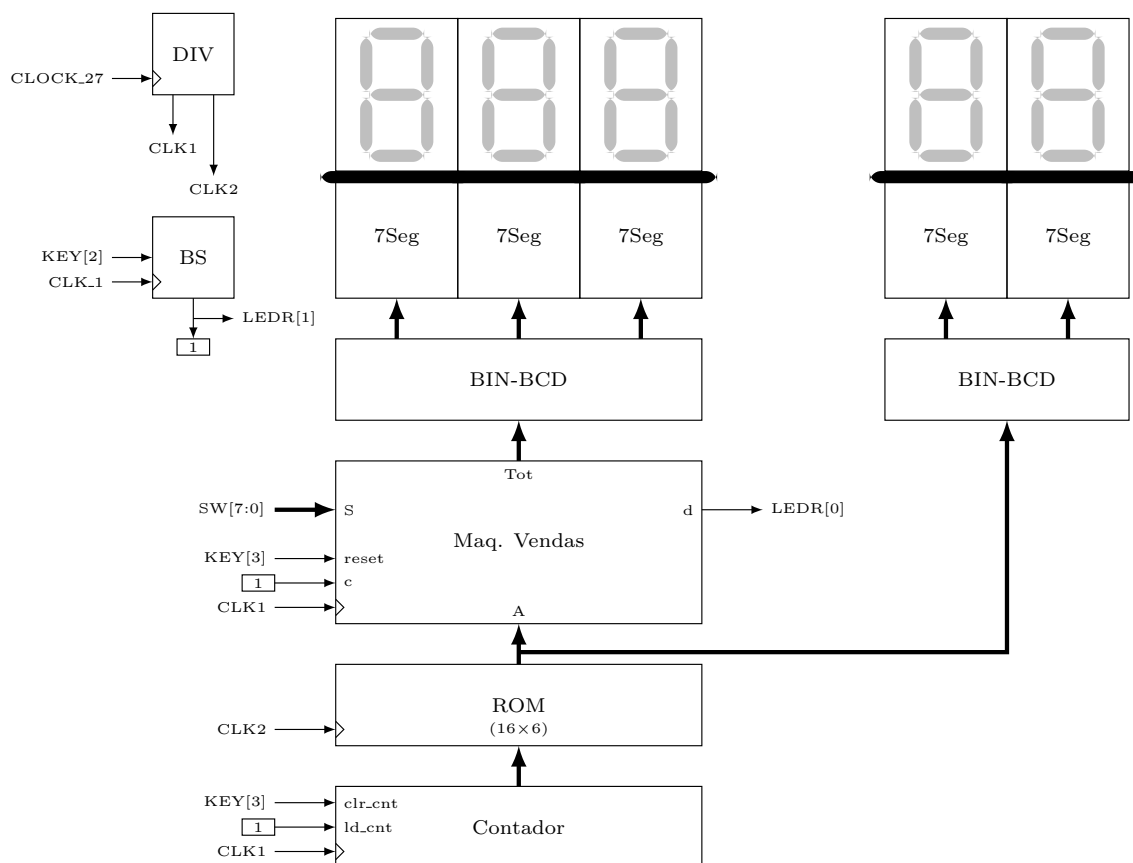 DIV
CLOCK_27
CLK1
CLK2
KEY[2]
CLK_1
BS
LEDR[1]
1
7Seg 7Seg 7Seg 7Seg 7Seg
BIN-BCD BIN-BCD
Tot
SW[7:0] S d LEDR[0]
Maq. Vendas
KEY[3] reset
1 c
CLK1 A
ROM
(16×6)
CLK2
KEY[3] clr_cnt
1 ld_cnt Contador
CLK1